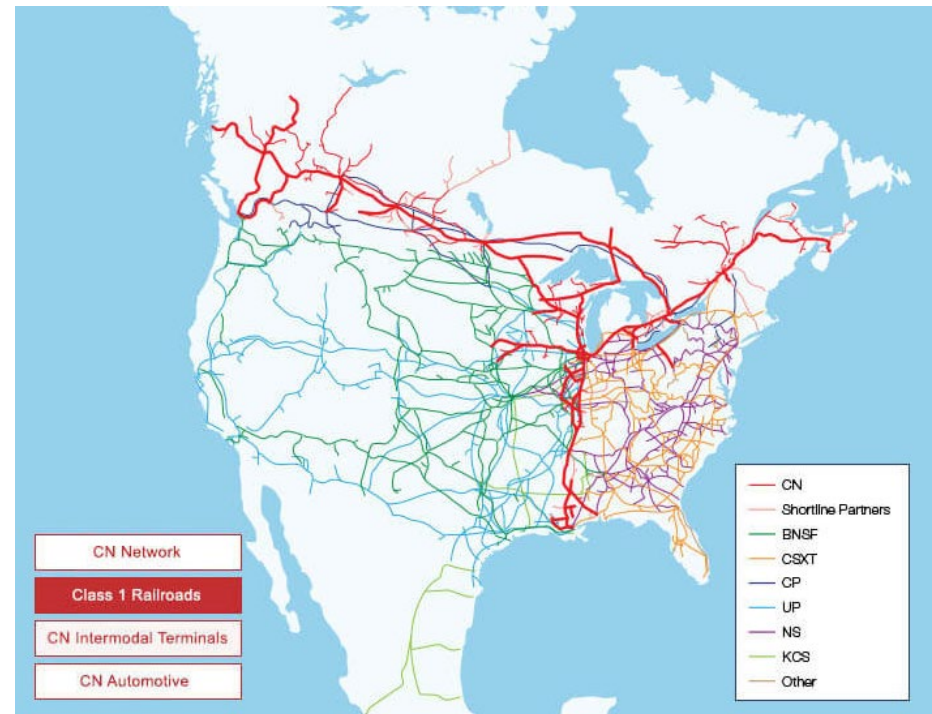 CN Network
Class 1 Railroads
CN Intermodal Terminals
CN Automotive
CN
Shortline Partners
BNSF
CSXT
CP
UP
NS
KCS
Other